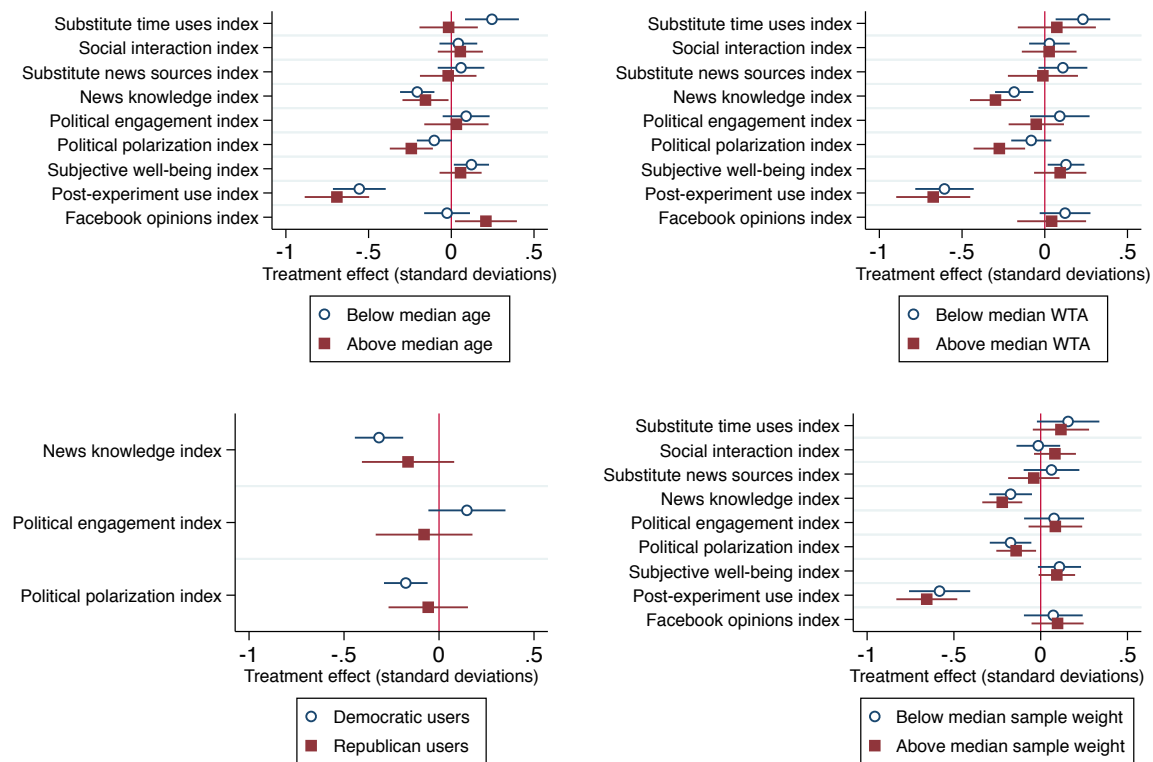 Substitute time uses index
Social interaction index
Substitute news sources index
News knowledge index
Political engagement index
Political polarization index
Subjective well-being index
Post-experiment use index
Facebook opinions index
-1 -.5 0 .5
Treatment effect (standard deviations)
Below median age
Above median age
Substitute time uses index
Social interaction index
Substitute news sources index
News knowledge index
Political engagement index
Political polarization index
Subjective well-being index
Post-experiment use index
Facebook opinions index
-1 -.5 0 .5
Treatment effect (standard deviations)
Below median WTA
Above median WTA
News knowledge index
Political engagement index
Political polarization index
-1 -.5 0 .5
Treatment effect (standard deviations)
Democratic users
Republican users
Substitute time uses index
Social interaction index
Substitute news sources index
News knowledge index
Political engagement index
Political polarization index
Subjective well-being index
Post-experiment use index
Facebook opinions index
-1 -.5 0 .5
Treatment effect (standard deviations)
Below median sample weight
Above median sample weight